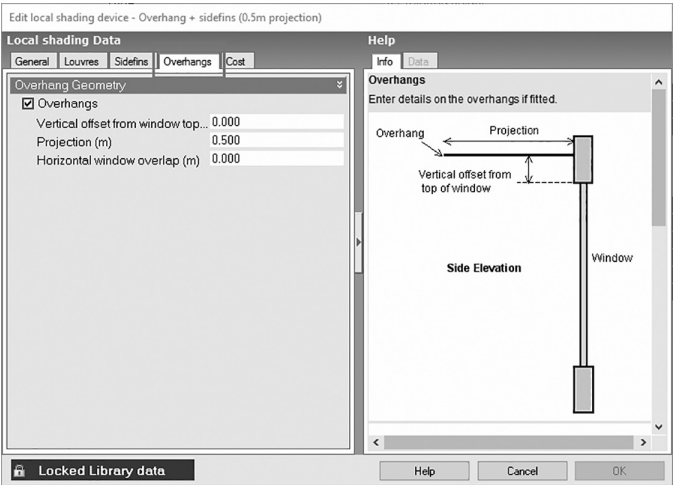 Edit local shading device - Overhang + sidefins (0.5m projection)
Local shading Data
General Louvres Sidefins Overhangs Cost
Overhang Geometry
Overhangs
Vertical offset from window top... 0.000
Projection (m) 0.500
Horizontal window overlap (m) 0.000
Help
Info Data
Overhangs
Enter details on the overhangs if fitted.
Overhang
Projection
Vertical offset from
top of window
Window
Side Elevation
Locked Library data
Help Cancel OK